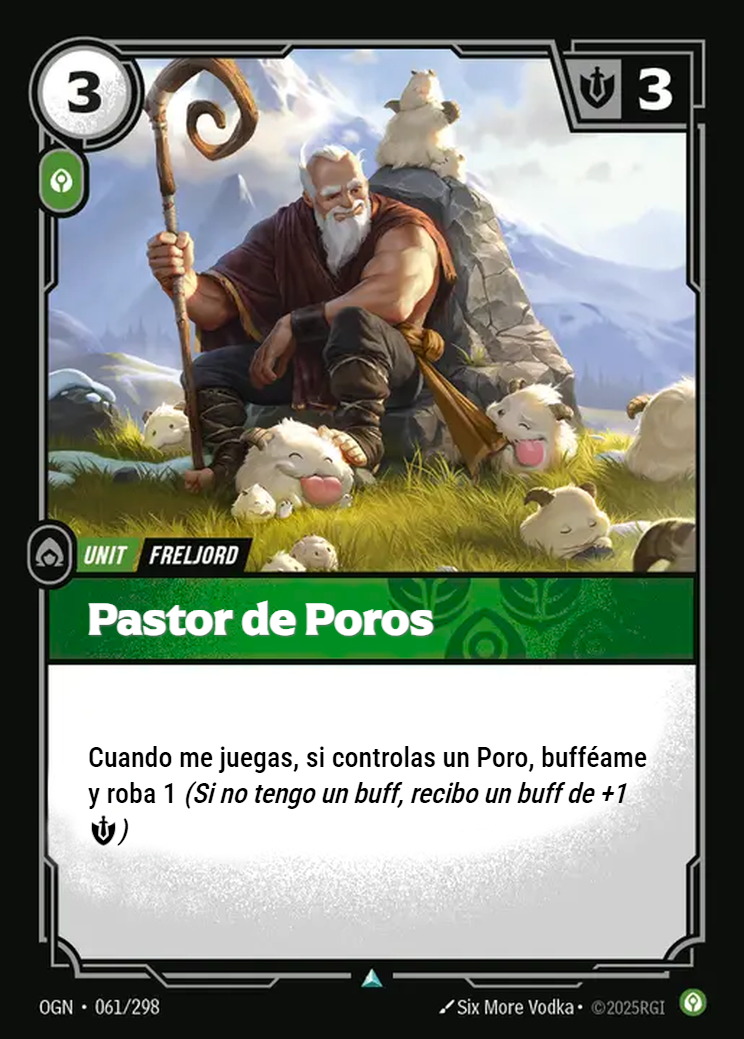 3
3
UNIT FRELJORD
Pastor de Poros
Cuando me juegas, si controlas un Poro, bufféame
y roba 1 (Si no tengo un buff, recibo un buff de +1
)
OGN • 061/298
Six More Vodka • ©2025RGI